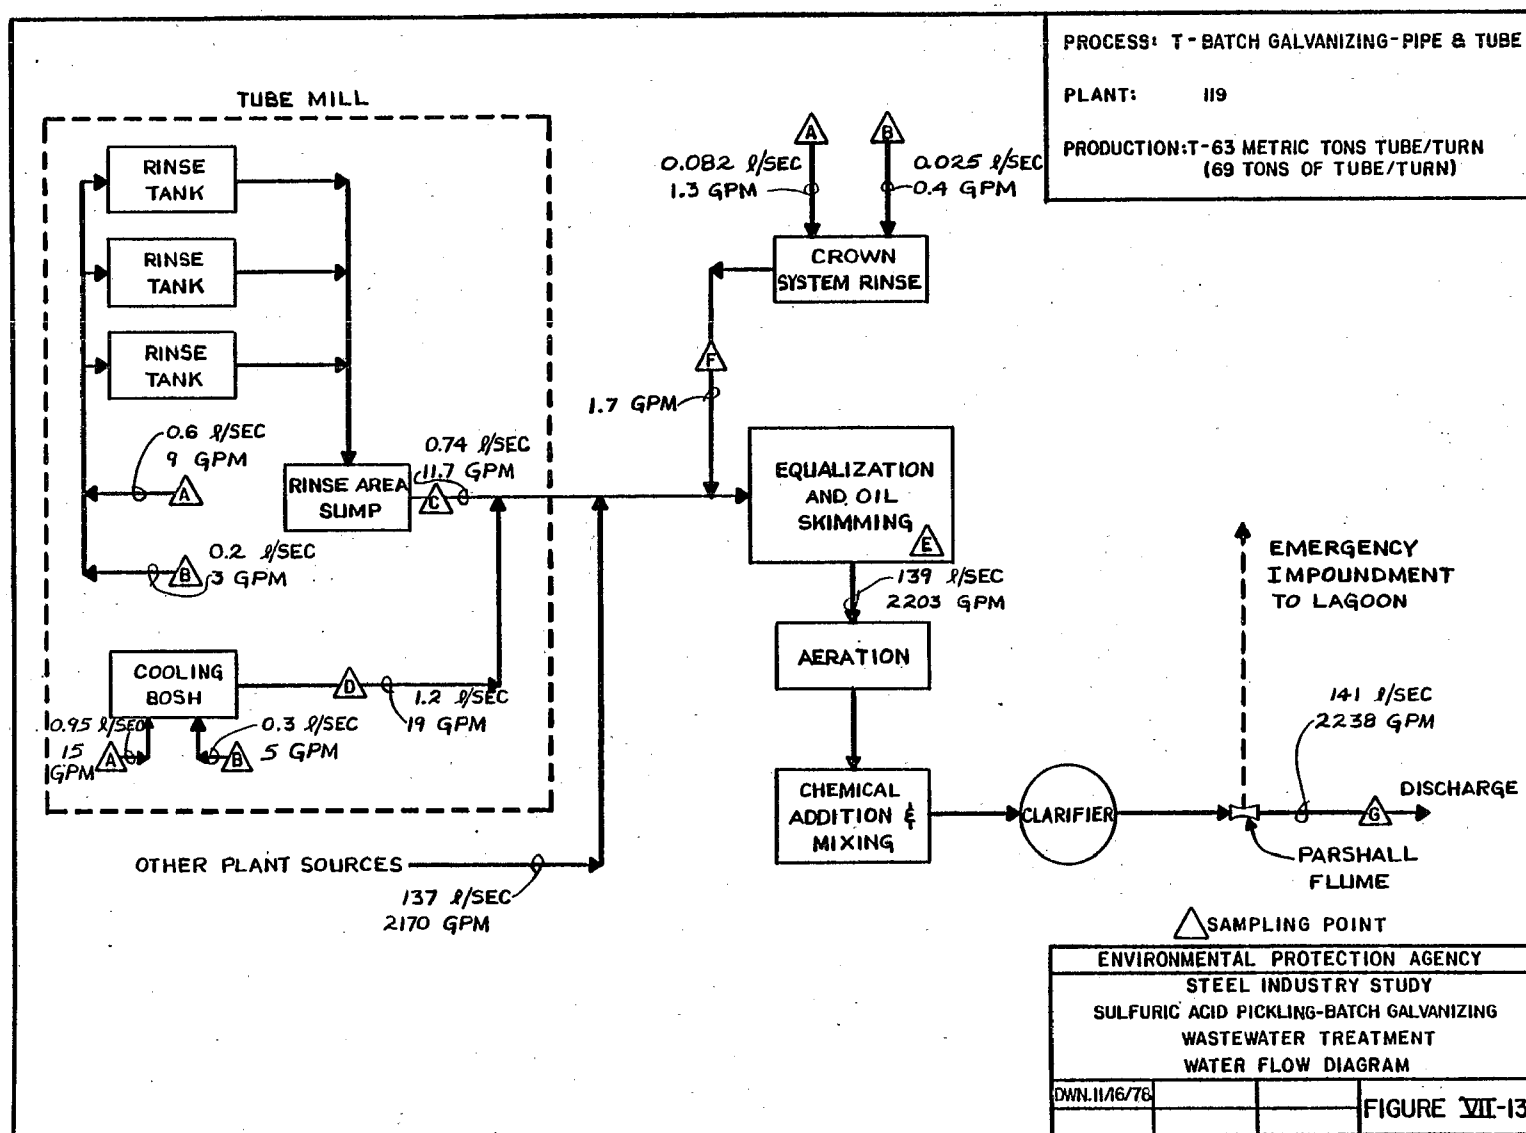 PROCESS: T-BATCH GALVANIZING-PIPE & TUBE
PLANT: 119
PRODUCTION: T-63 METRIC TONS TUBE/TURN
(69 TONS OF TUBE/TURN)
TUBE MILL
RINSE
TANK
RINSE
TANK
RINSE
TANK
0.6 l/SEC
9 GPM
A
0.2 l/SEC
3 GPM
B
RINSE AREA
SUMP
0.74 l/SEC
11.7 GPM
C
COOLING
BOSH
0.95 l/SEC
15
GPM
A
0.3 l/SEC
5 GPM
B
D
1.2 l/SEC
19 GPM
OTHER PLANT SOURCES
137 l/SEC
2170 GPM
A
B
0.082 l/SEC
1.3 GPM
0.025 l/SEC
0.4 GPM
CROWN
SYSTEM RINSE
F
1.7 GPM
EQUALIZATION
AND OIL
SKIMMING
E
139 l/SEC
2203 GPM
AERATION
CHEMICAL
ADDITION &
MIXING
CLARIFIER
EMERGENCY
IMPOUNDMENT
TO LAGOON
141 l/SEC
2238 GPM
G
DISCHARGE
PARSHALL
FLUME
SAMPLING POINT
ENVIRONMENTAL PROTECTION AGENCY
STEEL INDUSTRY STUDY
SULFURIC ACID PICKLING-BATCH GALVANIZING
WASTEWATER TREATMENT
WATER FLOW DIAGRAM
DWN. 11/16/78
FIGURE VII-13